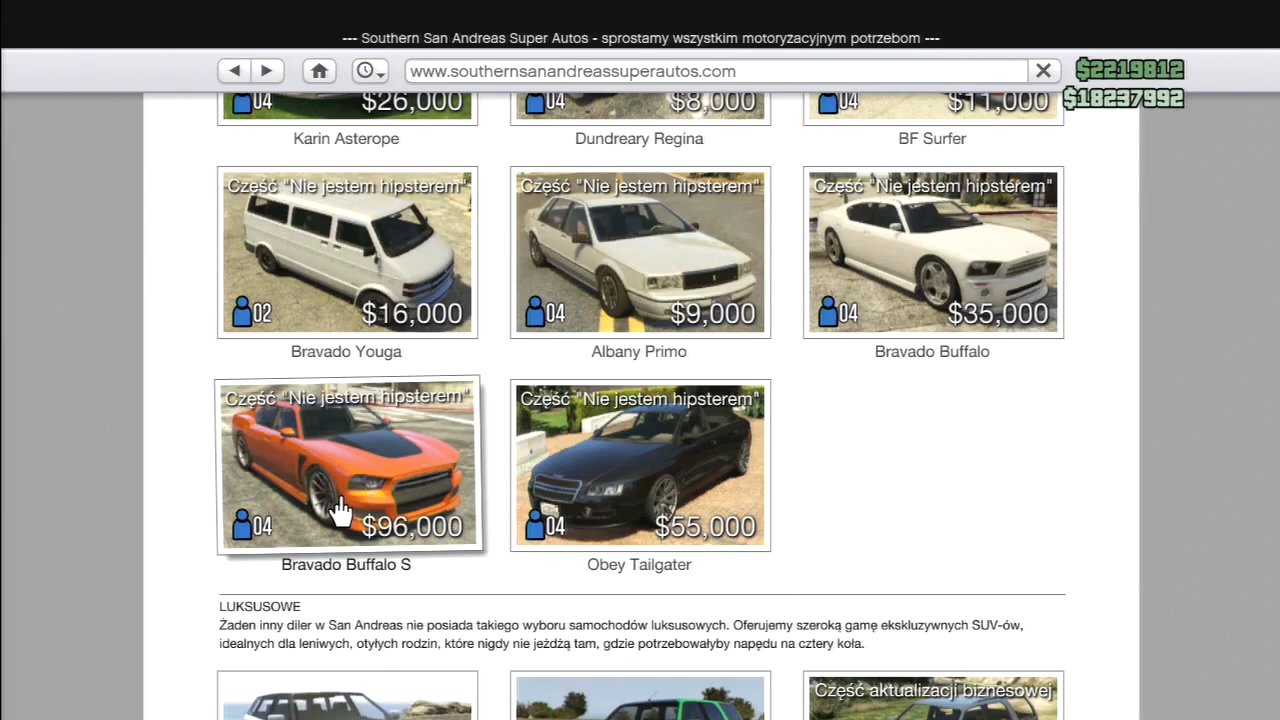 --- Southern San Andreas Super Autos - sprostamy wszystkim motoryzacyjnym potrzebom ---
www.southernsanandreassuperautos.com
$2219812
$18237992
04 $26,000
04 $8,000
04 $11,000
Karin Asterope
Dundreary Regina
BF Surfer
Część "Nie jestem hipsterem"
02 $16,000
Bravado Youga
Część "Nie jestem hipsterem"
04 $9,000
Albany Primo
Część "Nie jestem hipsterem"
04 $35,000
Bravado Buffalo
Część "Nie jestem hipsterem"
04 $96,000
Bravado Buffalo S
Część "Nie jestem hipsterem"
04 $55,000
Obey Tailgater
LUKSUSOWE
Żaden inny diler w San Andreas nie posiada takiego wyboru samochodów luksusowych. Oferujemy szeroką gamę ekskluzywnych SUV-ów,
idealnych dla leniwych, otyłych rodzin, które nigdy nie jeżdżą tam, gdzie potrzebowałyby napędu na cztery koła.
Część aktualizacji biznesowej